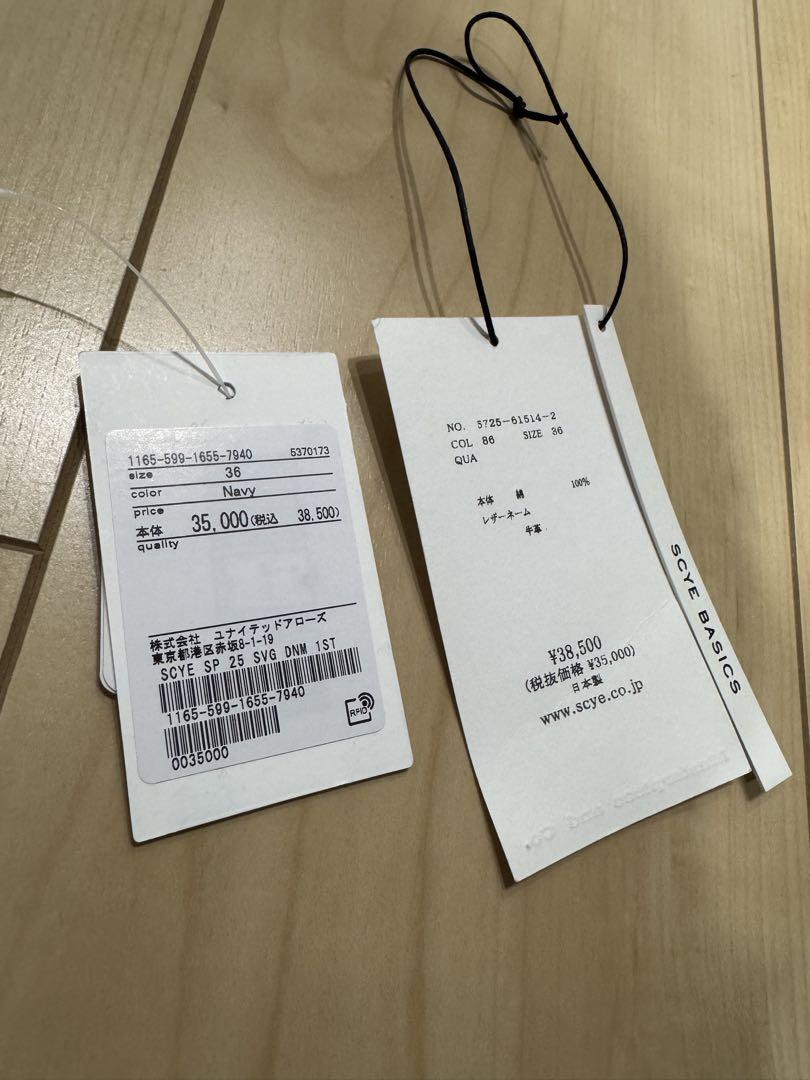 1165-599-1655-7940 5370173
size 36
color Navy
price
本体 35,000(税込 38,500)
quality
株式会社 ユナイテッドアローズ
東京都港区赤坂8-1-19
SCYE SP 25 SVG DNM 1ST
1165-599-1655-7940
RFID
0035000
NO. 5725-61514-2
COL 86 SIZE 36
QUA
本体 綿 100%
レザーネーム
牛革
¥38,500
(税抜価格 ¥35,000)
日本製
www.scye.co.jp
SCYE BASICS